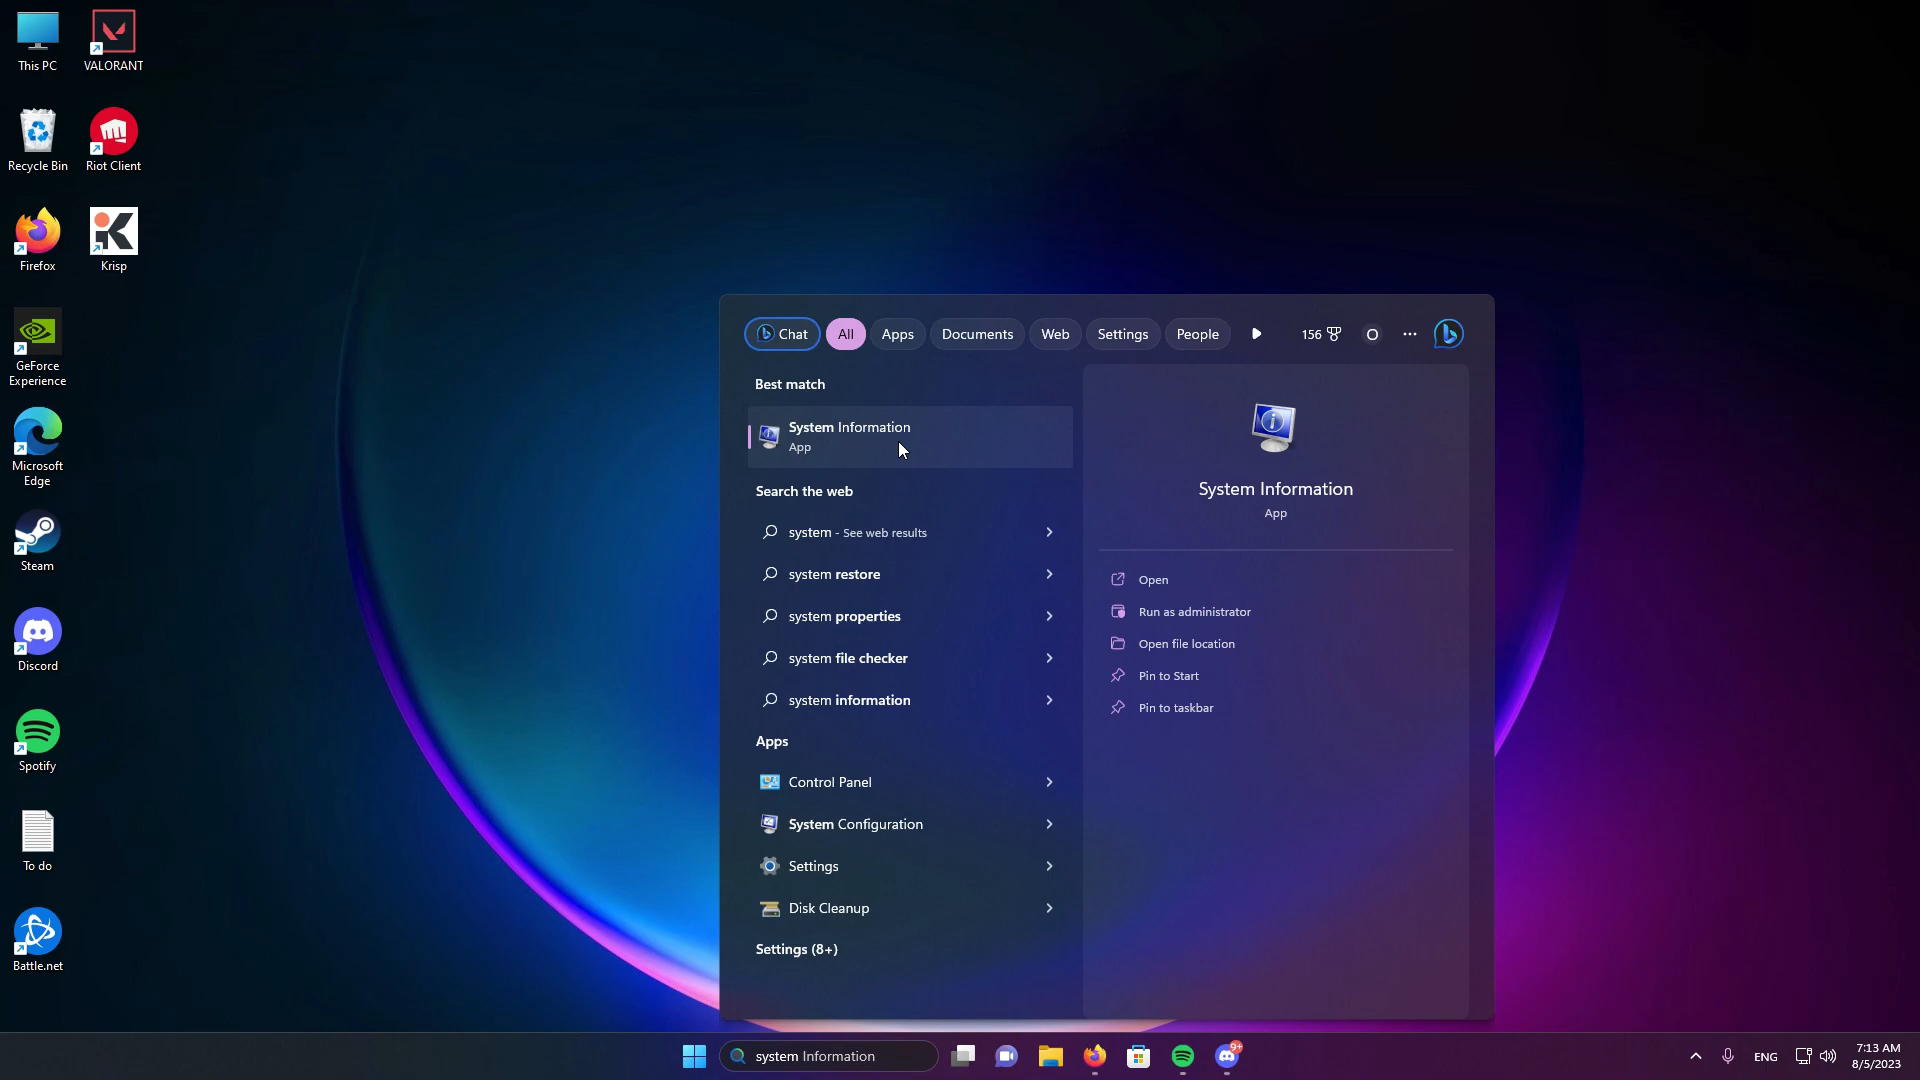 This PC
VALORANT
Recycle Bin
Riot Client
Firefox
Krisp
GeForce
Experience
Microsoft
Edge
Steam
Discord
Spotify
To do
Battle.net
Chat
All
Apps
Documents
Web
Settings
People
156
O
Best match
System Information
App
Search the web
system - See web results
system restore
system properties
system file checker
system information
Apps
Control Panel
System Configuration
Settings
Disk Cleanup
Settings (8+)
System Information
App
Open
Run as administrator
Open file location
Pin to Start
Pin to taskbar
system Information
9+
ENG
7:13 AM
8/5/2023